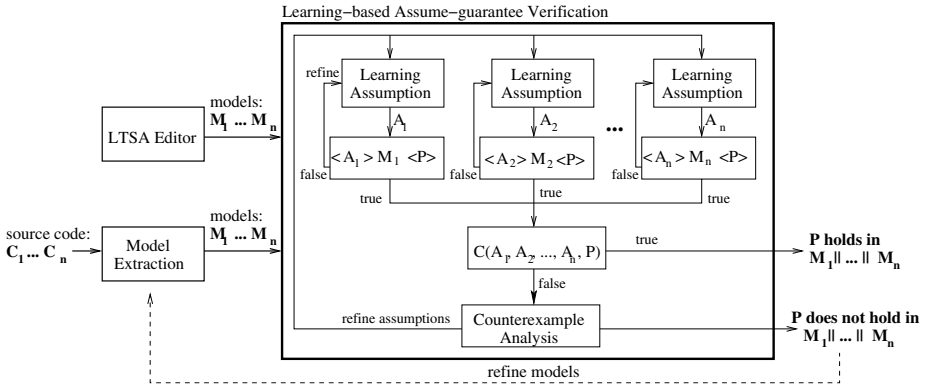 Learning-based Assume-guarantee Verification
refine
Learning
Assumption
Learning
Assumption
Learning
Assumption
A1
A2
...
An
< A1 > M1 <P>
< A2 > M2 <P>
< An > Mn <P>
false
false
false
true
true
true
LTSA Editor
models:
M1 ... Mn
source code:
C1 ... Cn
Model
Extraction
models:
M1 ... Mn
C(A1, A2, ..., An, P)
true
P holds in
M1|| ... || Mn
false
refine assumptions
Counterexample
Analysis
P does not hold in
M1|| ... || Mn
refine models